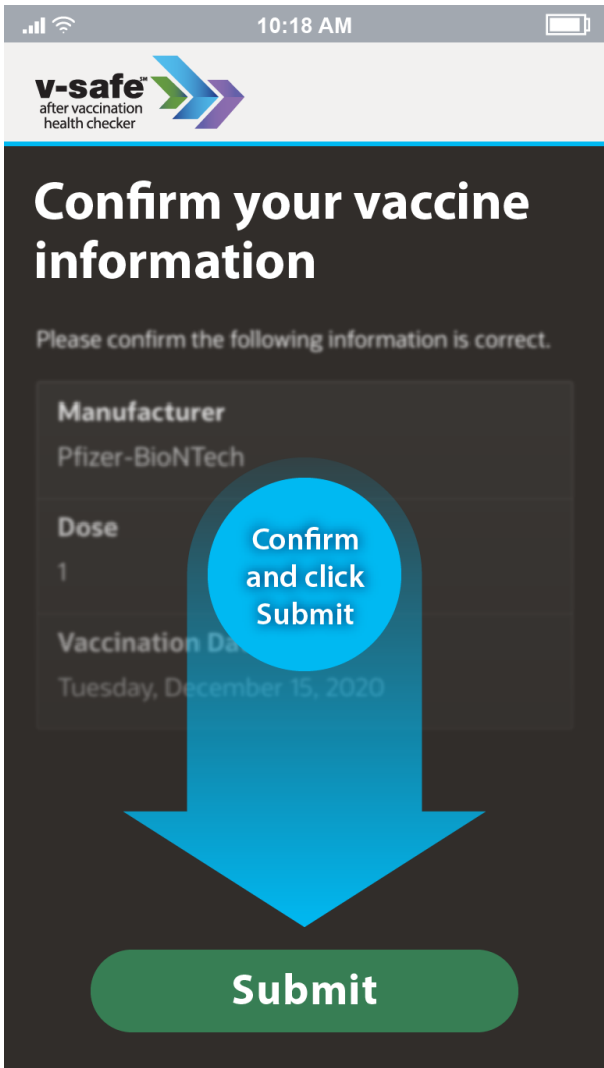 10:18 AM
v-safe℠
after vaccination
health checker
Confirm your vaccine
information
Please confirm the following information is correct.
Manufacturer
Pfizer-BioNTech
Dose
1
Confirm
and click
Submit
Vaccination
Tuesday, December 15, 2020
Submit